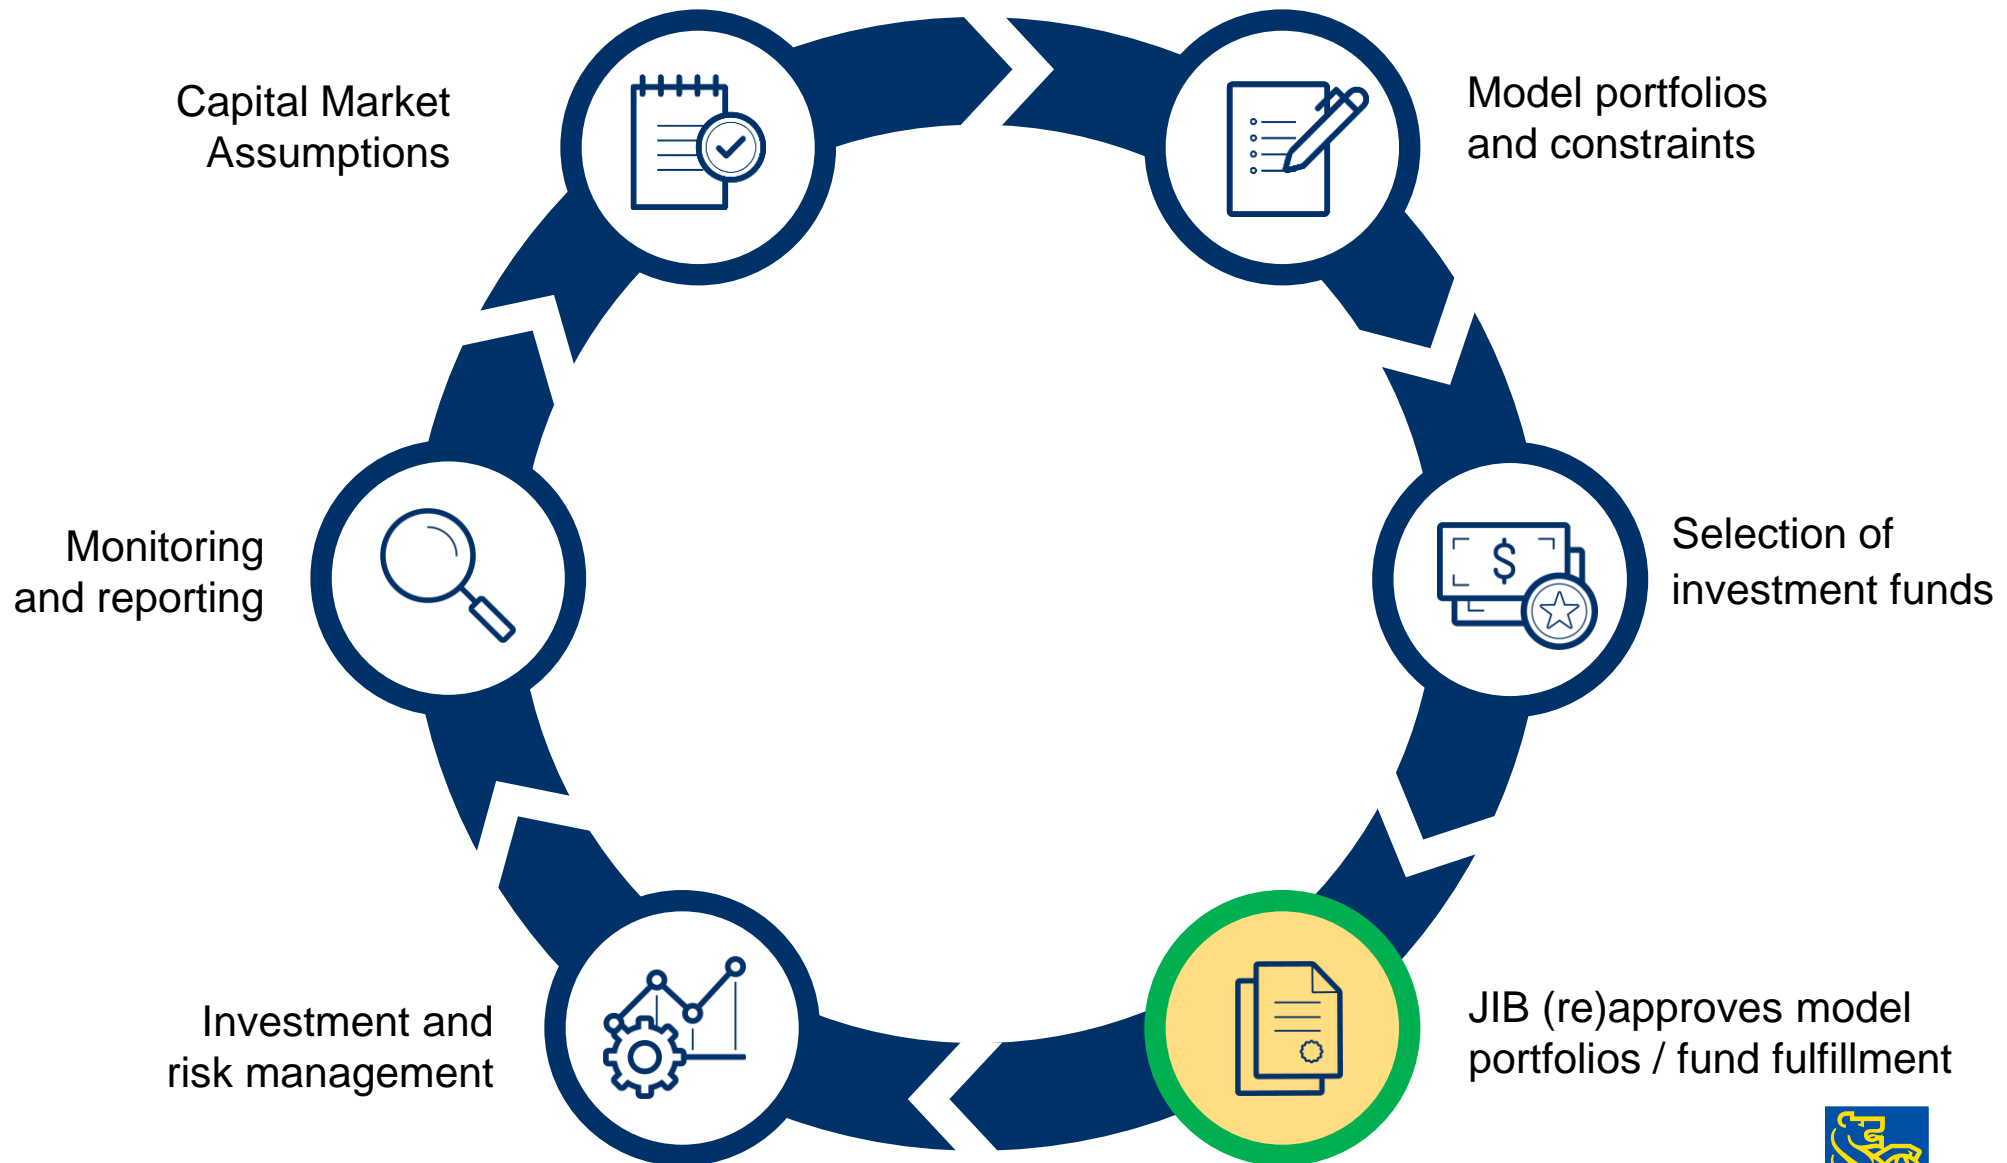 Capital Market
Assumptions
Model portfolios
and constraints
Selection of
investment funds
JIB (re)approves model
portfolios / fund fulfillment
Investment and
risk management
Monitoring
and reporting
$